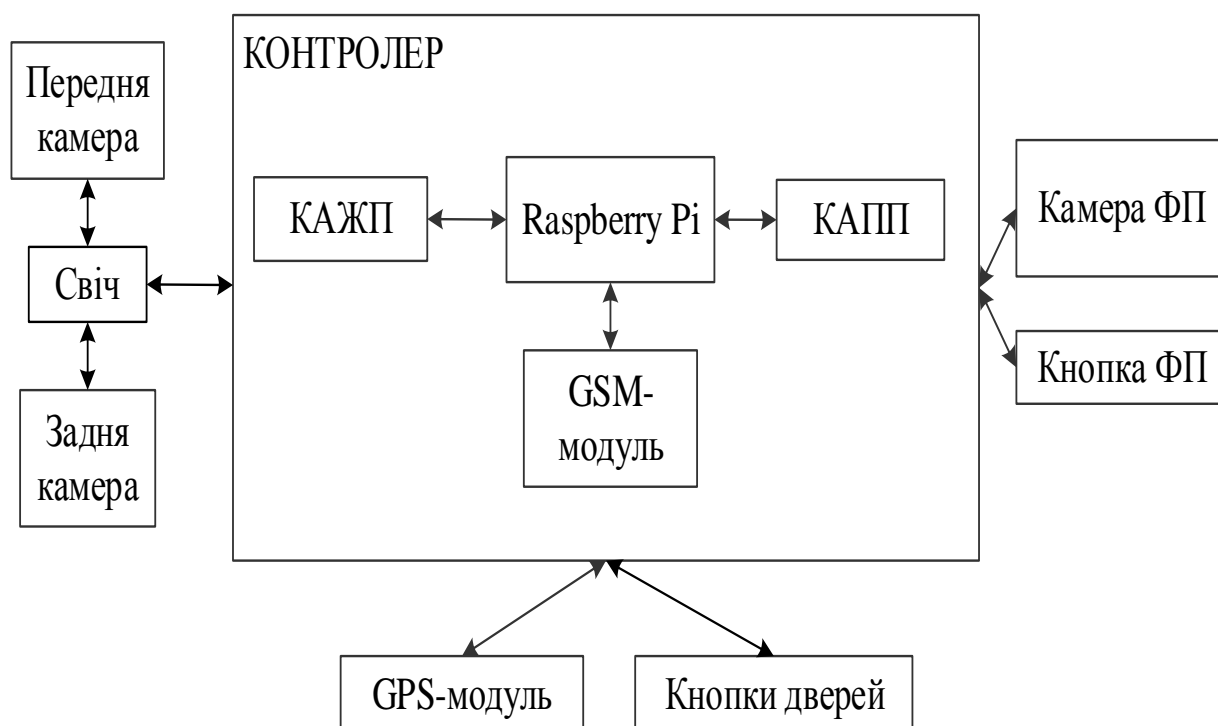 КОНТРОЛЕР
Передня
камера
Свіч
Задня
камера
КАЖП
Raspberry Pi
КАПП
GSM-
модуль
Камера ФП
Кнопка ФП
GPS-модуль
Кнопки дверей